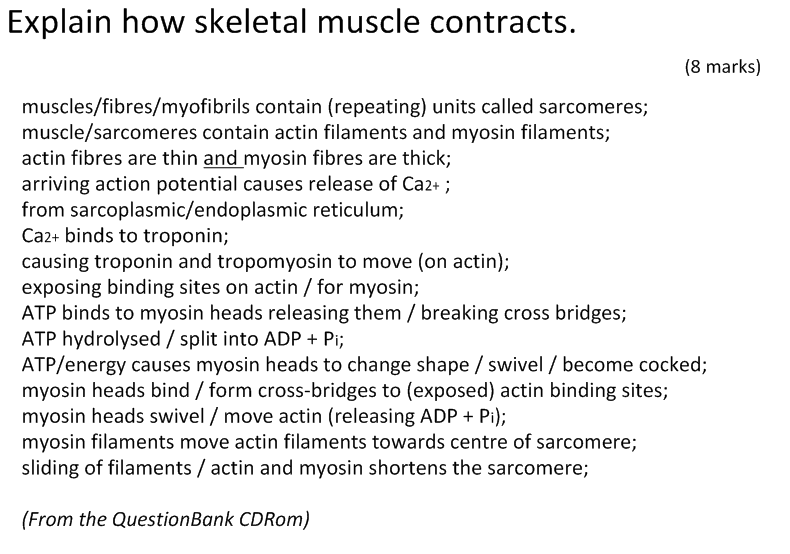 Explain how skeletal muscle contracts.
(8 marks)
muscles/fibres/myofibrils contain (repeating) units called sarcomeres;
muscle/sarcomeres contain actin filaments and myosin filaments;
actin fibres are thin and myosin fibres are thick;
arriving action potential causes release of Ca2+ ;
from sarcoplasmic/endoplasmic reticulum;
Ca2+ binds to troponin;
causing troponin and tropomyosin to move (on actin);
exposing binding sites on actin / for myosin;
ATP binds to myosin heads releasing them / breaking cross bridges;
ATP hydrolysed / split into ADP + Pi;
ATP/energy causes myosin heads to change shape / swivel / become cocked;
myosin heads bind / form cross-bridges to (exposed) actin binding sites;
myosin heads swivel / move actin (releasing ADP + Pi);
myosin filaments move actin filaments towards centre of sarcomere;
sliding of filaments / actin and myosin shortens the sarcomere;
(From the QuestionBank CDRom)